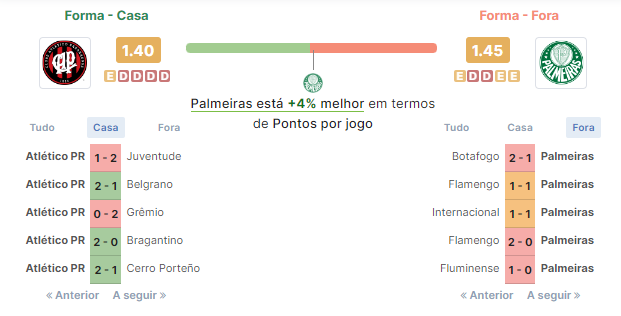 Forma - Casa
Forma - Fora
1.40
E D D D D
1.45
E D D E E
Palmeiras está +4% melhor em termos
de Pontos por jogo
Tudo Casa Fora
Tudo Casa Fora
Atlético PR 1 - 2 Juventude
Atlético PR 2 - 1 Belgrano
Atlético PR 0 - 2 Grêmio
Atlético PR 2 - 0 Bragantino
Atlético PR 2 - 1 Cerro Porteño
« Anterior A seguir »
Botafogo 2 - 1 Palmeiras
Flamengo 1 - 1 Palmeiras
Internacional 1 - 1 Palmeiras
Flamengo 2 - 0 Palmeiras
Fluminense 1 - 0 Palmeiras
« Anterior A seguir »